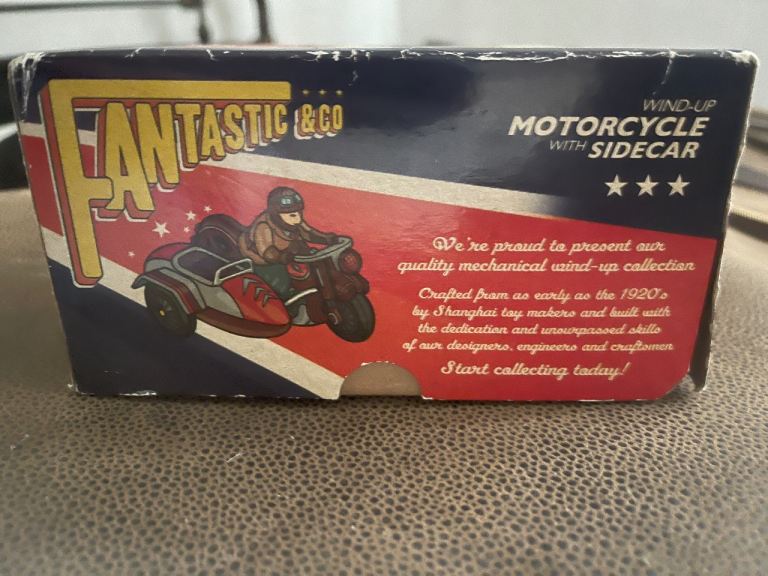 FANTASTIC &CO
WIND-UP
MOTORCYCLE
WITH SIDECAR
We're proud to present our
quality mechanical wind-up collection
Crafted from as early as the 1920's
by Shanghai toy makers and built with
the dedication and unsurpassed skills
of our designers, engineers and craftsmen
Start collecting today!